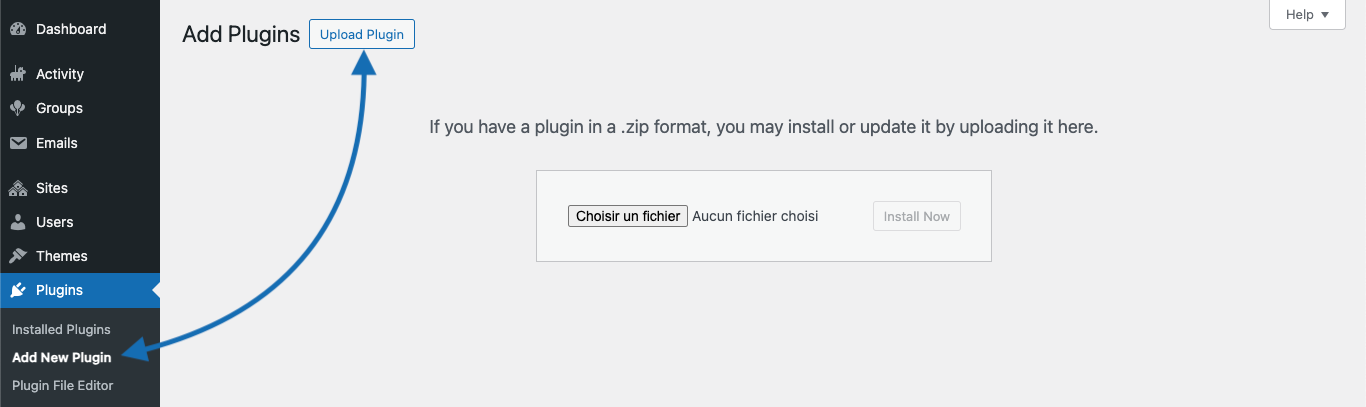 Dashboard
Activity
Groups
Emails
Sites
Users
Themes
Plugins
Installed Plugins
Add New Plugin
Plugin File Editor
Add Plugins
Upload Plugin
Help
If you have a plugin in a .zip format, you may install or update it by uploading it here.
Choisir un fichier Aucun fichier choisi
Install Now